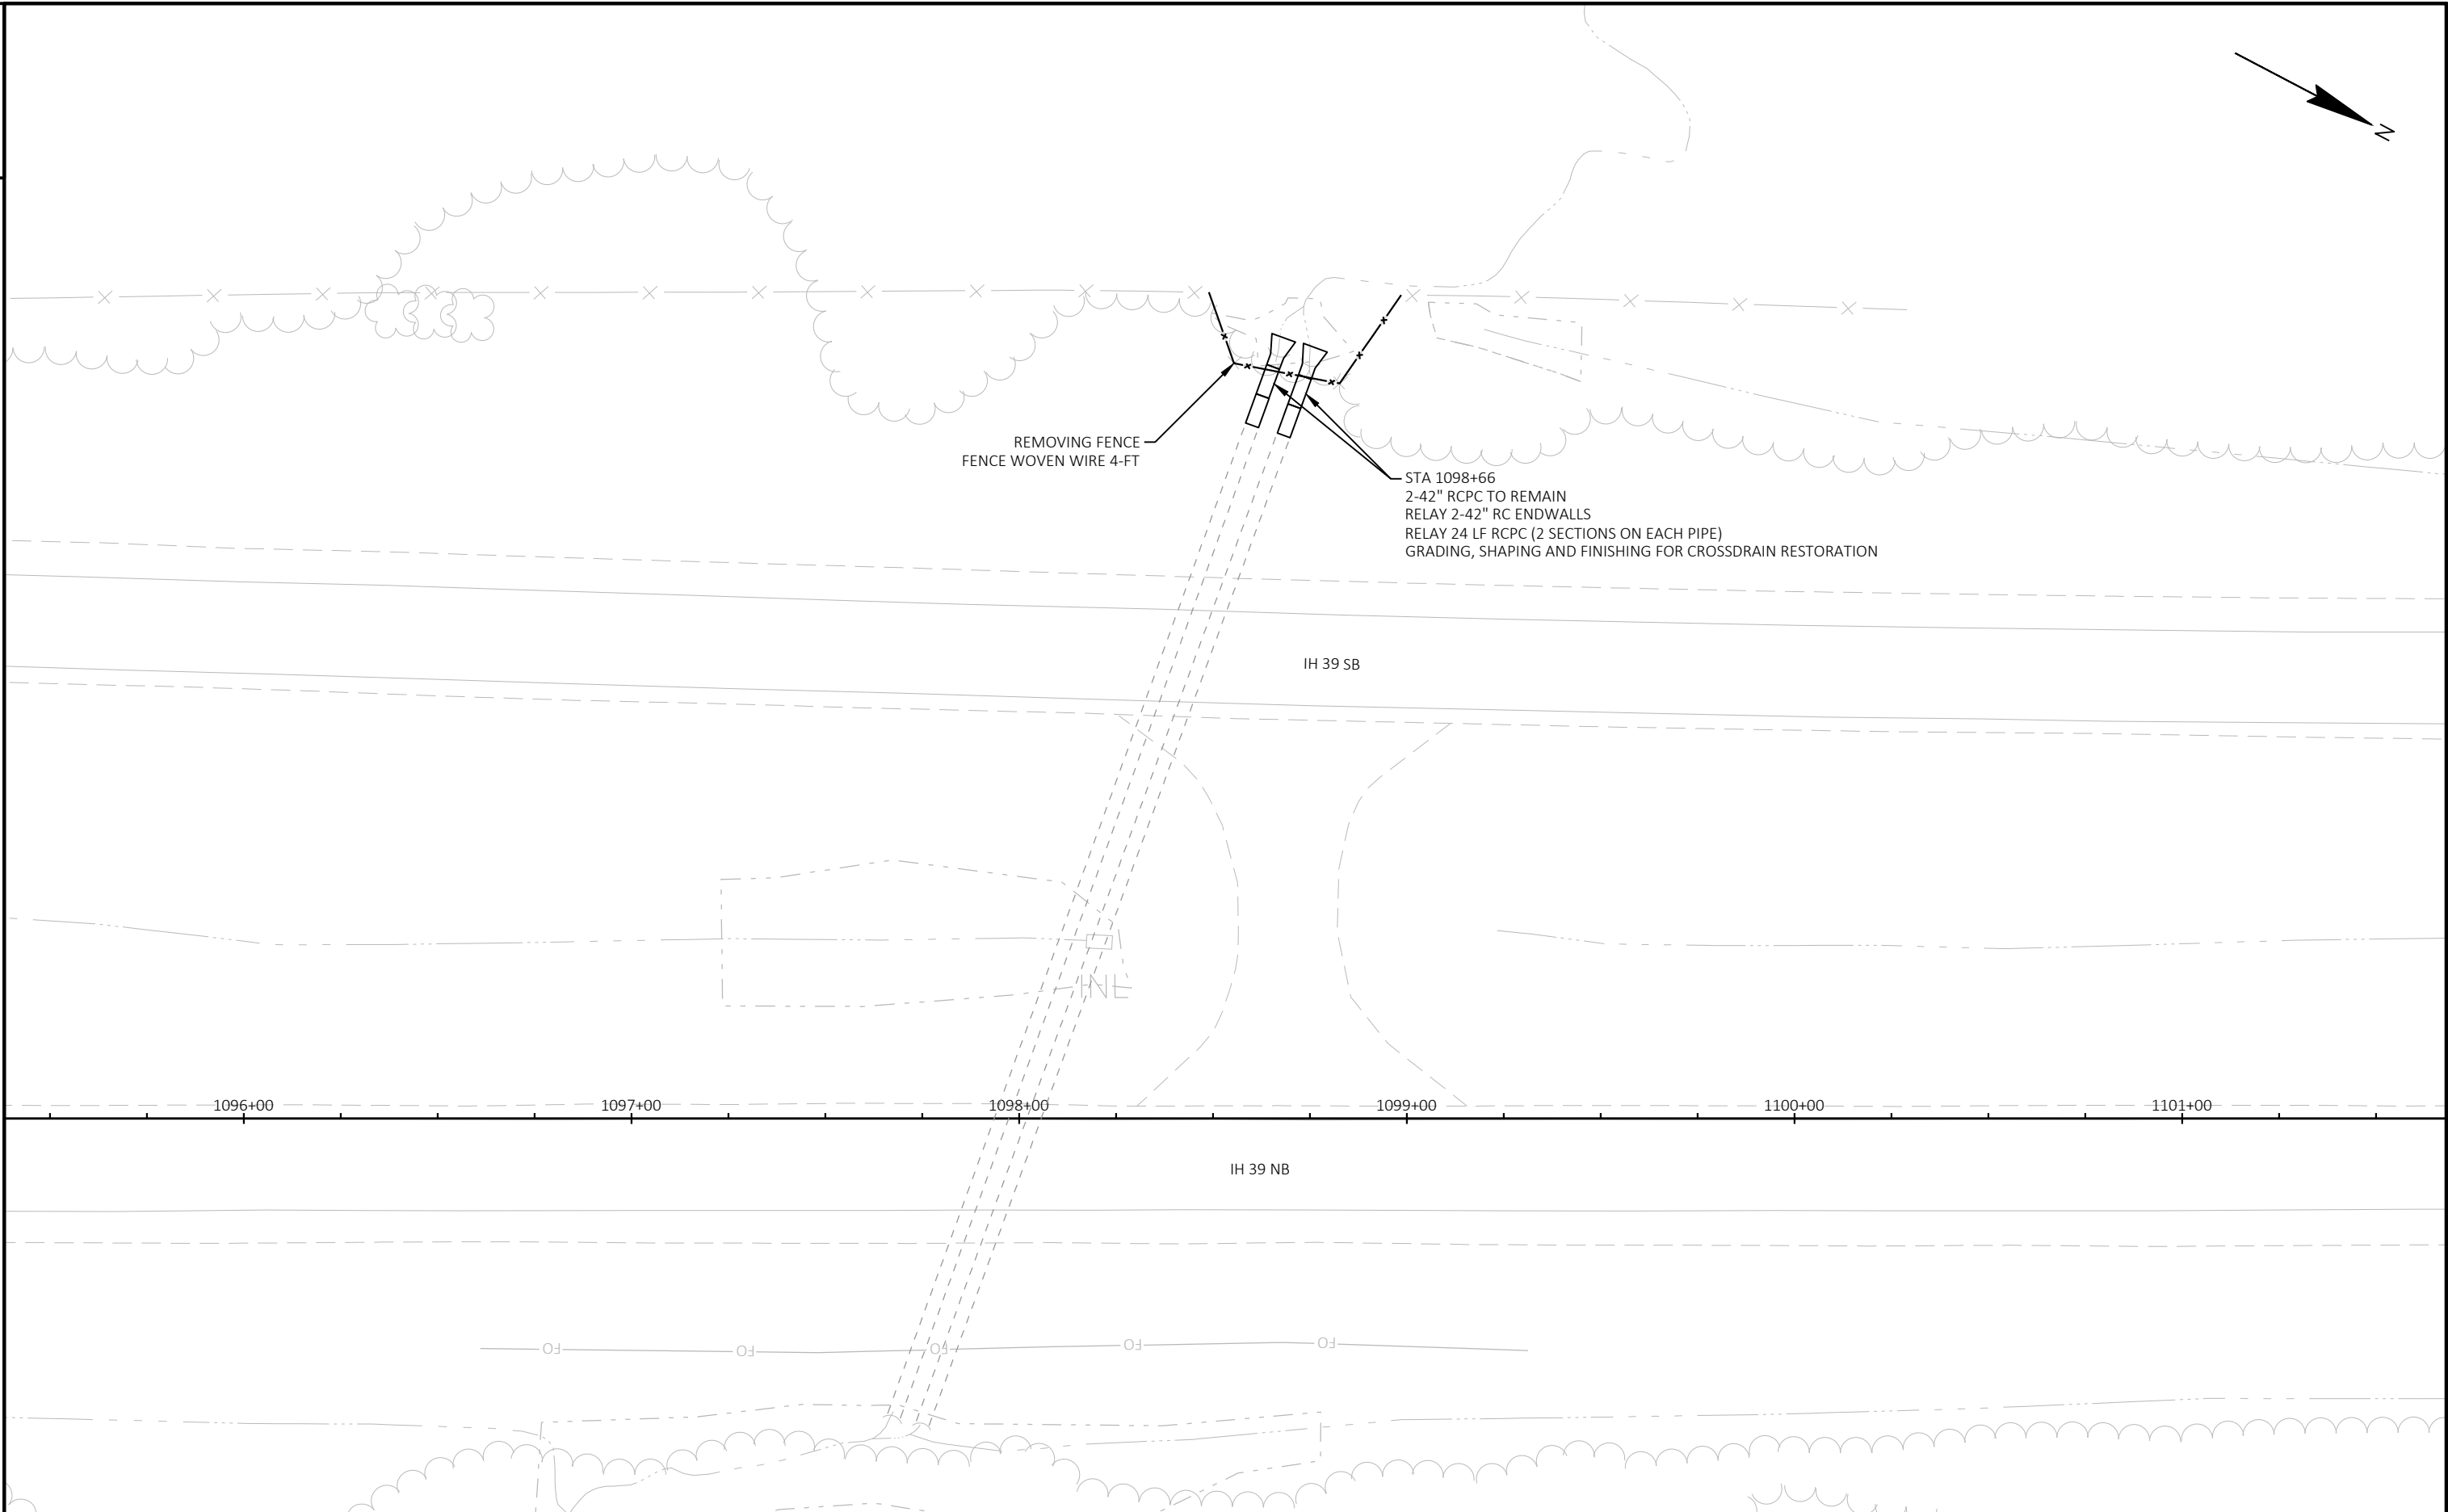 N
REMOVING FENCE
FENCE WOVEN WIRE 4-FT
STA 1098+66
2-42" RCPC TO REMAIN
RELAY 2-42" RC ENDWALLS
RELAY 24 LF RCPC (2 SECTIONS ON EACH PIPE)
GRADING, SHAPING AND FINISHING FOR CROSSDRAIN RESTORATION
IH 39 SB
INL
1096+00 1097+00 1098+00 1099+00 1100+00 1101+00
IH 39 NB
FO FO FO FO FO